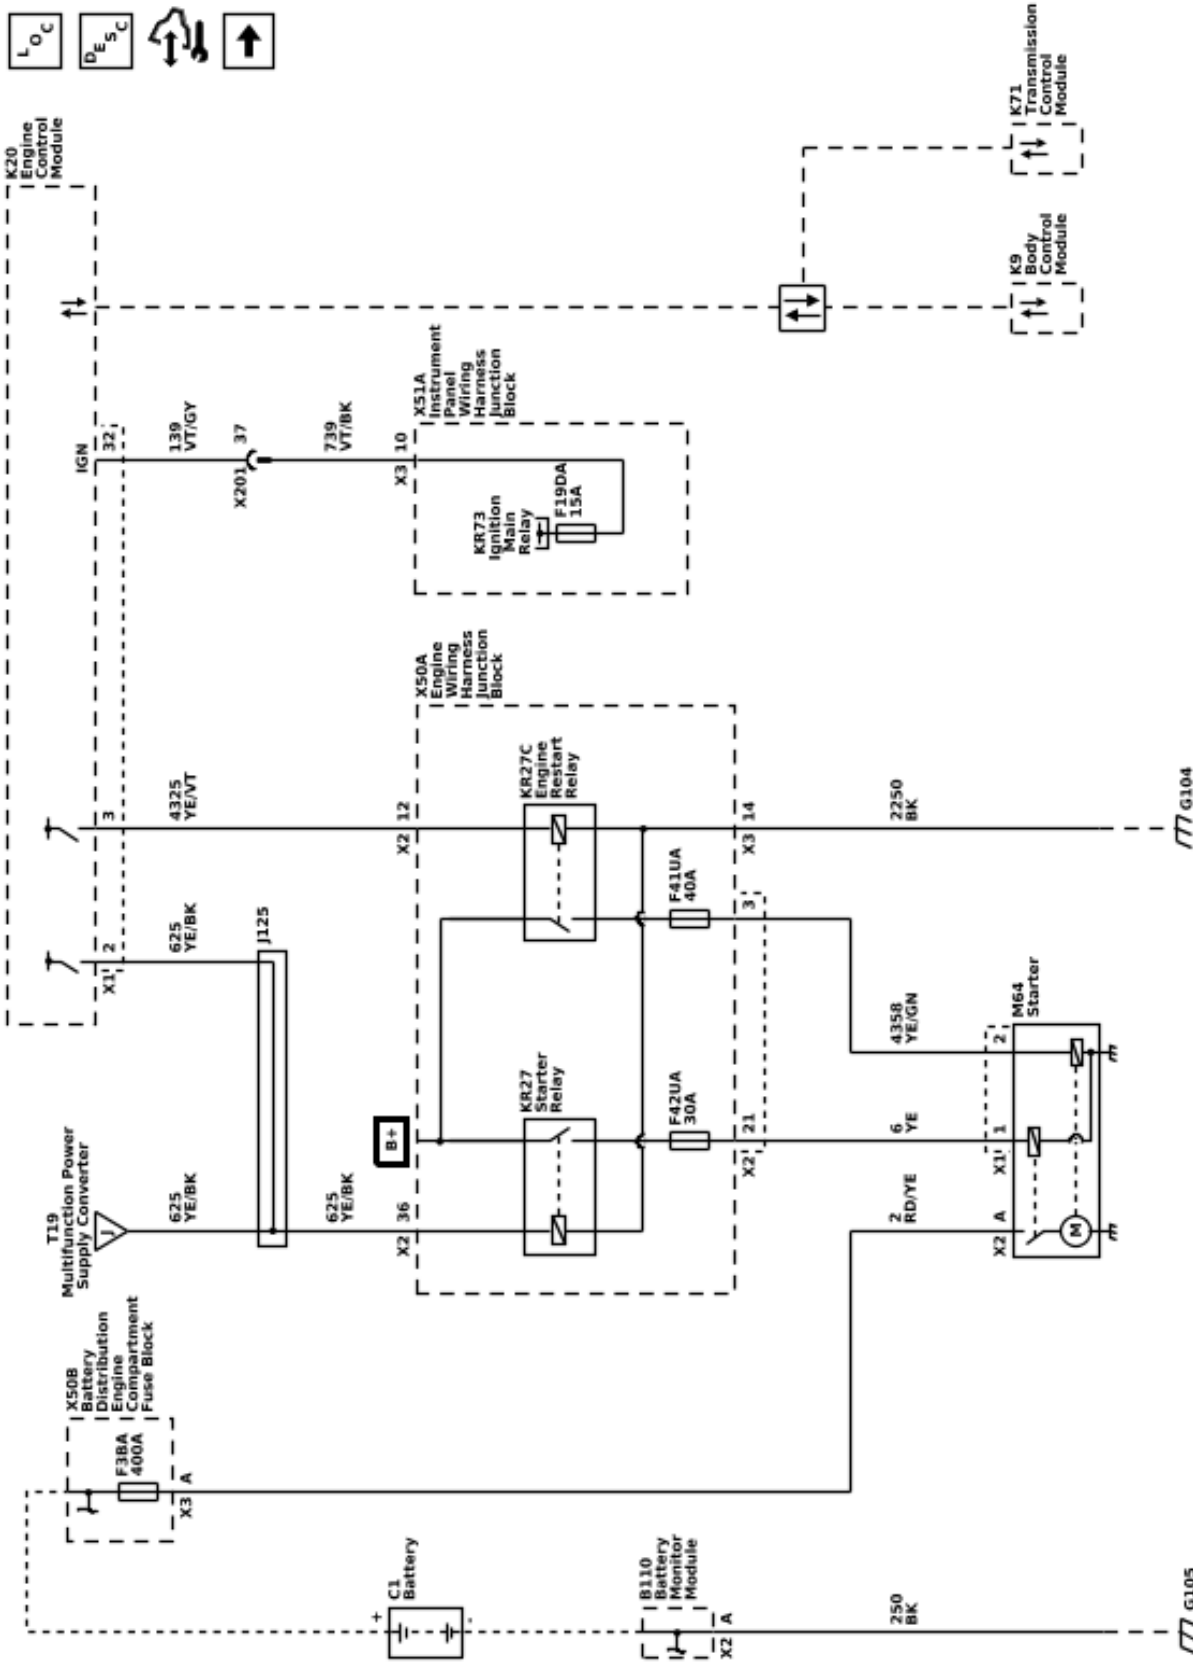 LOC
DESC
K20
Engine
Control
Module
K71
Transmission
Control
Module
K9
Body
Control
Module
IGN
32
139
VT/GY
X201
37
739
VT/BK
X3
10
X51A
Instrument
Panel
Wiring
Harness
Junction
Block
KR73
Ignition
Main
Relay
F19DA
15A
3
4325
YE/VT
X2
12
X1
2
625
YE/BK
J125
T19
Multifunction Power
Supply Converter
J
625
YE/BK
625
YE/BK
X2
36
B+
X50A
Engine
Wiring
Harness
Junction
Block
KR27C
Engine
Restart
Relay
KR27
Starter
Relay
F41UA
40A
F42UA
30A
X3
14
3
X2
21
2250
BK
G104
4358
YE/GN
6
YE
2
RD/YE
M64
Starter
2
X1
1
X2
A
M
X50B
Battery
Distribution
Engine
Compartment
Fuse Block
F3BA
400A
X3
A
C1
Battery
+
-
B110
Battery
Monitor
Module
X2
A
250
BK
G105